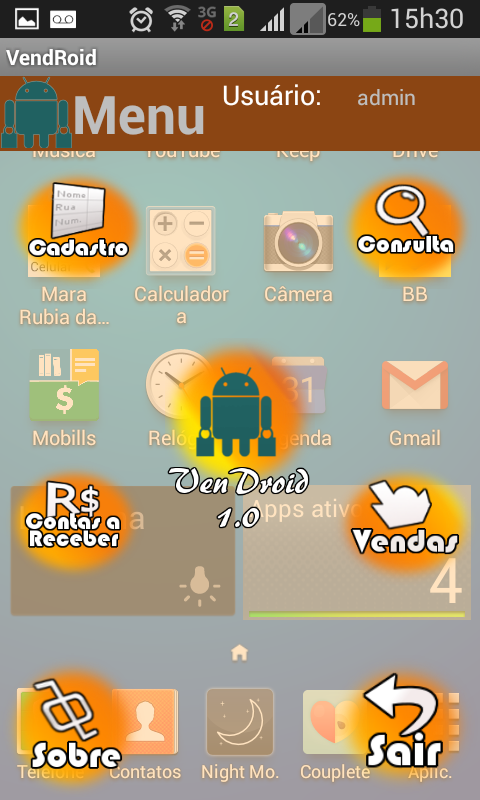 3G
2
62%
15h30
VendRoid
Menu
Usuário:
admin
Música
YouTube
Keep
Drive
Nome
Rua
Num.
Cadastro
Consulta
Celular
Mara
Rubia da...
Calculador
a
Câmera
BB
31
$
Mobills
Relógio
Agenda
Gmail
VenDroid
1.0
R$
Contas a
Receber
Apps ativo
Vendas
4
Sobre
Sair
Telefone
Contatos
Night Mo.
Couplete
Aplic.